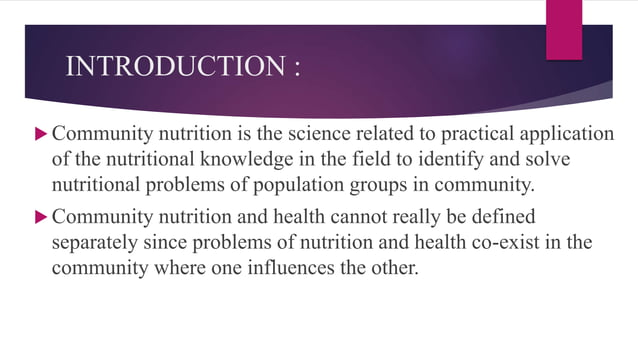 INTRODUCTION :
Community nutrition is the science related to practical application
of the nutritional knowledge in the field to identify and solve
nutritional problems of population groups in community.
Community nutrition and health cannot really be defined
separately since problems of nutrition and health co-exist in the
community where one influences the other.